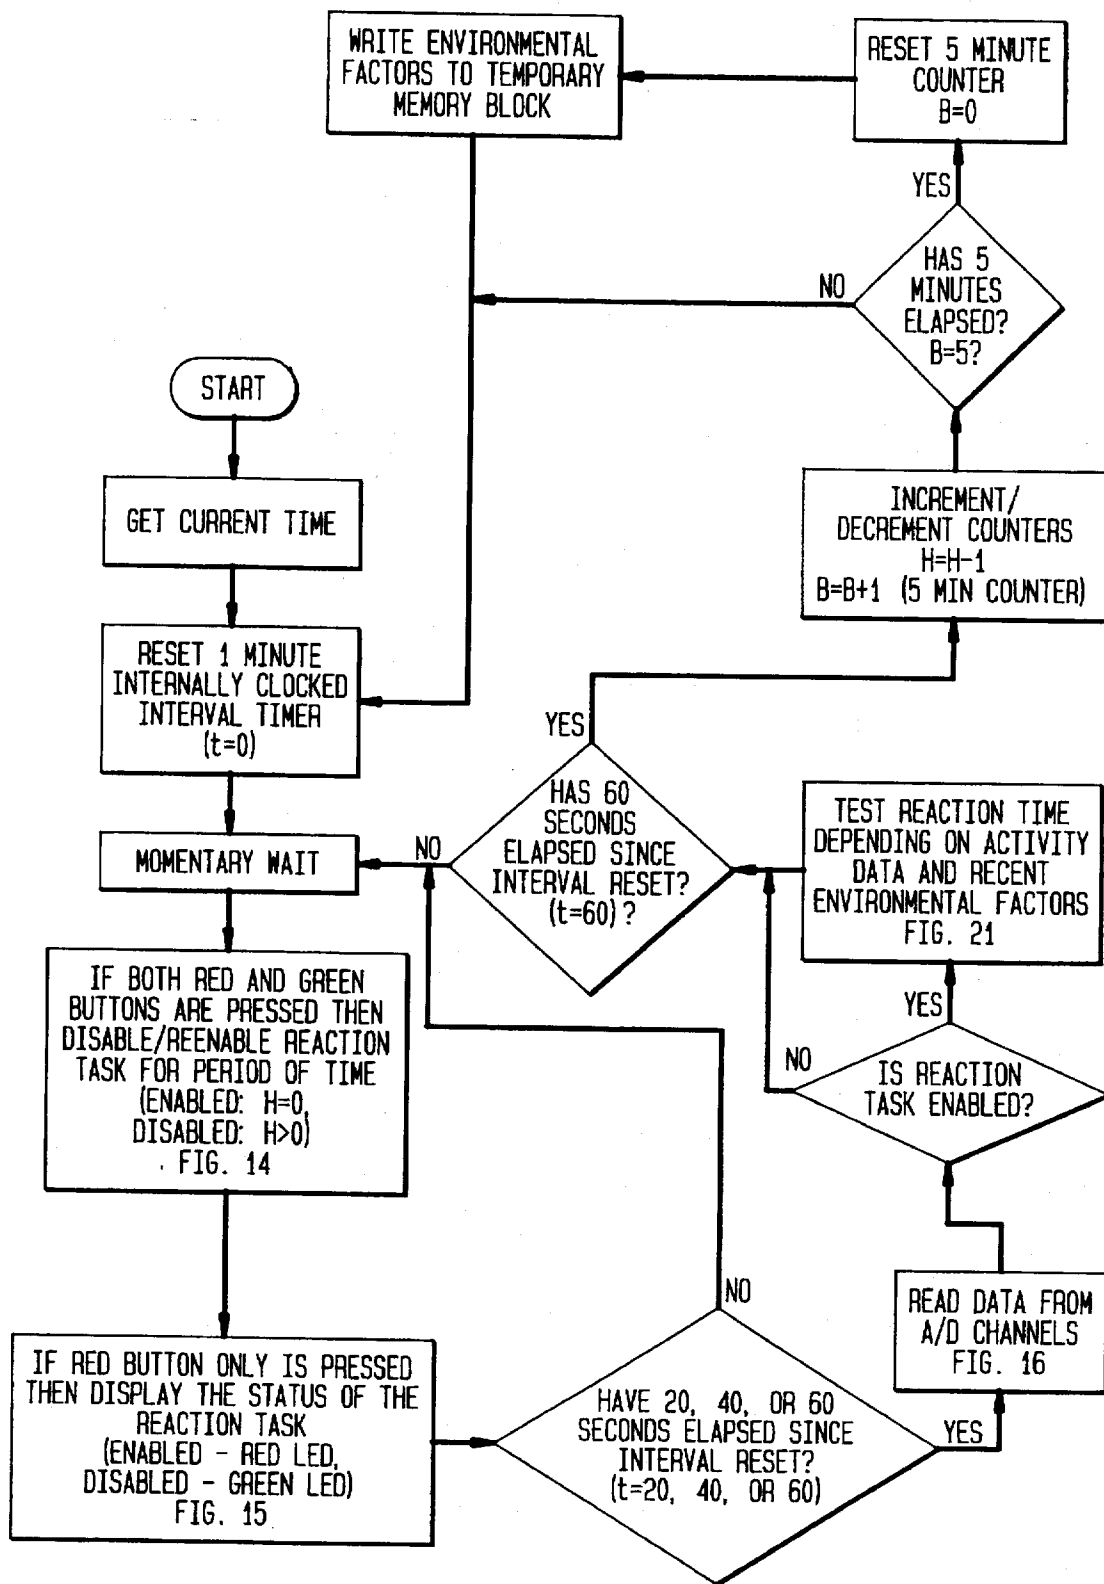 WRITE ENVIRONMENTAL
FACTORS TO TEMPORARY
MEMORY BLOCK
RESET 5 MINUTE
COUNTER
B=0
YES
HAS 5
MINUTES
ELAPSED?
B=5?
NO
START
GET CURRENT TIME
INCREMENT/
DECREMENT COUNTERS
H=H-1
B=B+1 (5 MIN COUNTER)
RESET 1 MINUTE
INTERNALLY CLOCKED
INTERVAL TIMER
(t=0)
YES
HAS 60
SECONDS
ELAPSED SINCE
INTERVAL RESET?
(t=60)?
NO
MOMENTARY WAIT
TEST REACTION TIME
DEPENDING ON ACTIVITY
DATA AND RECENT
ENVIRONMENTAL FACTORS
FIG. 21
YES
NO
IS REACTION
TASK ENABLED?
IF BOTH RED AND GREEN
BUTTONS ARE PRESSED THEN
DISABLE/REENABLE REACTION
TASK FOR PERIOD OF TIME
(ENABLED: H=0,
DISABLED: H>0)
FIG. 14
READ DATA FROM
A/D CHANNELS
FIG. 16
NO
IF RED BUTTON ONLY IS PRESSED
THEN DISPLAY THE STATUS OF THE
REACTION TASK
(ENABLED - RED LED,
DISABLED - GREEN LED)
FIG. 15
HAVE 20, 40, OR 60
SECONDS ELAPSED SINCE
INTERVAL RESET?
(t=20, 40, OR 60)
YES